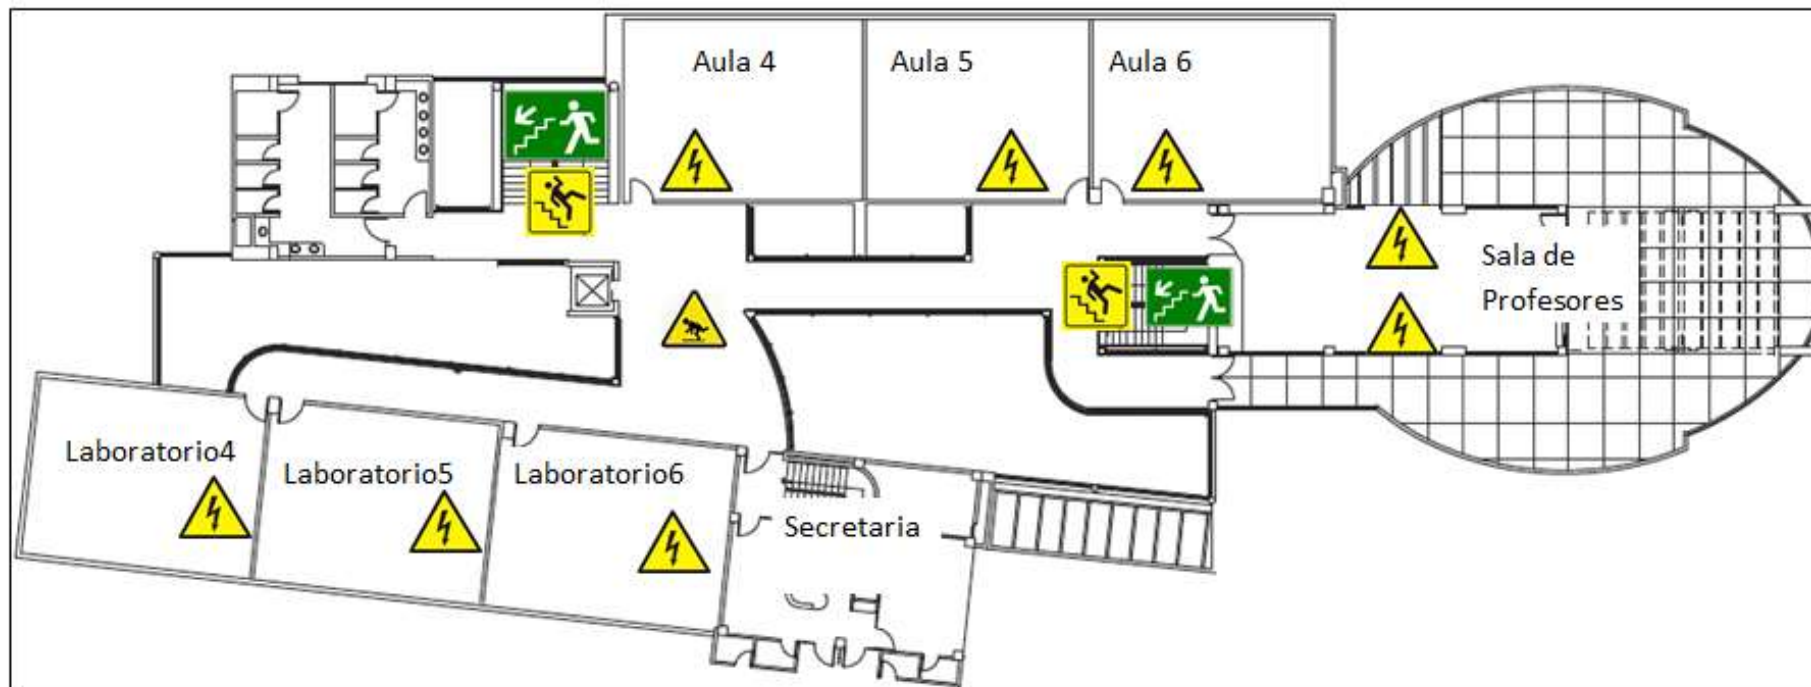 Aula 4
Aula 5
Aula 6
Sala de
Profesores
Laboratorio4
Laboratorio5
Laboratorio6
Secretaria